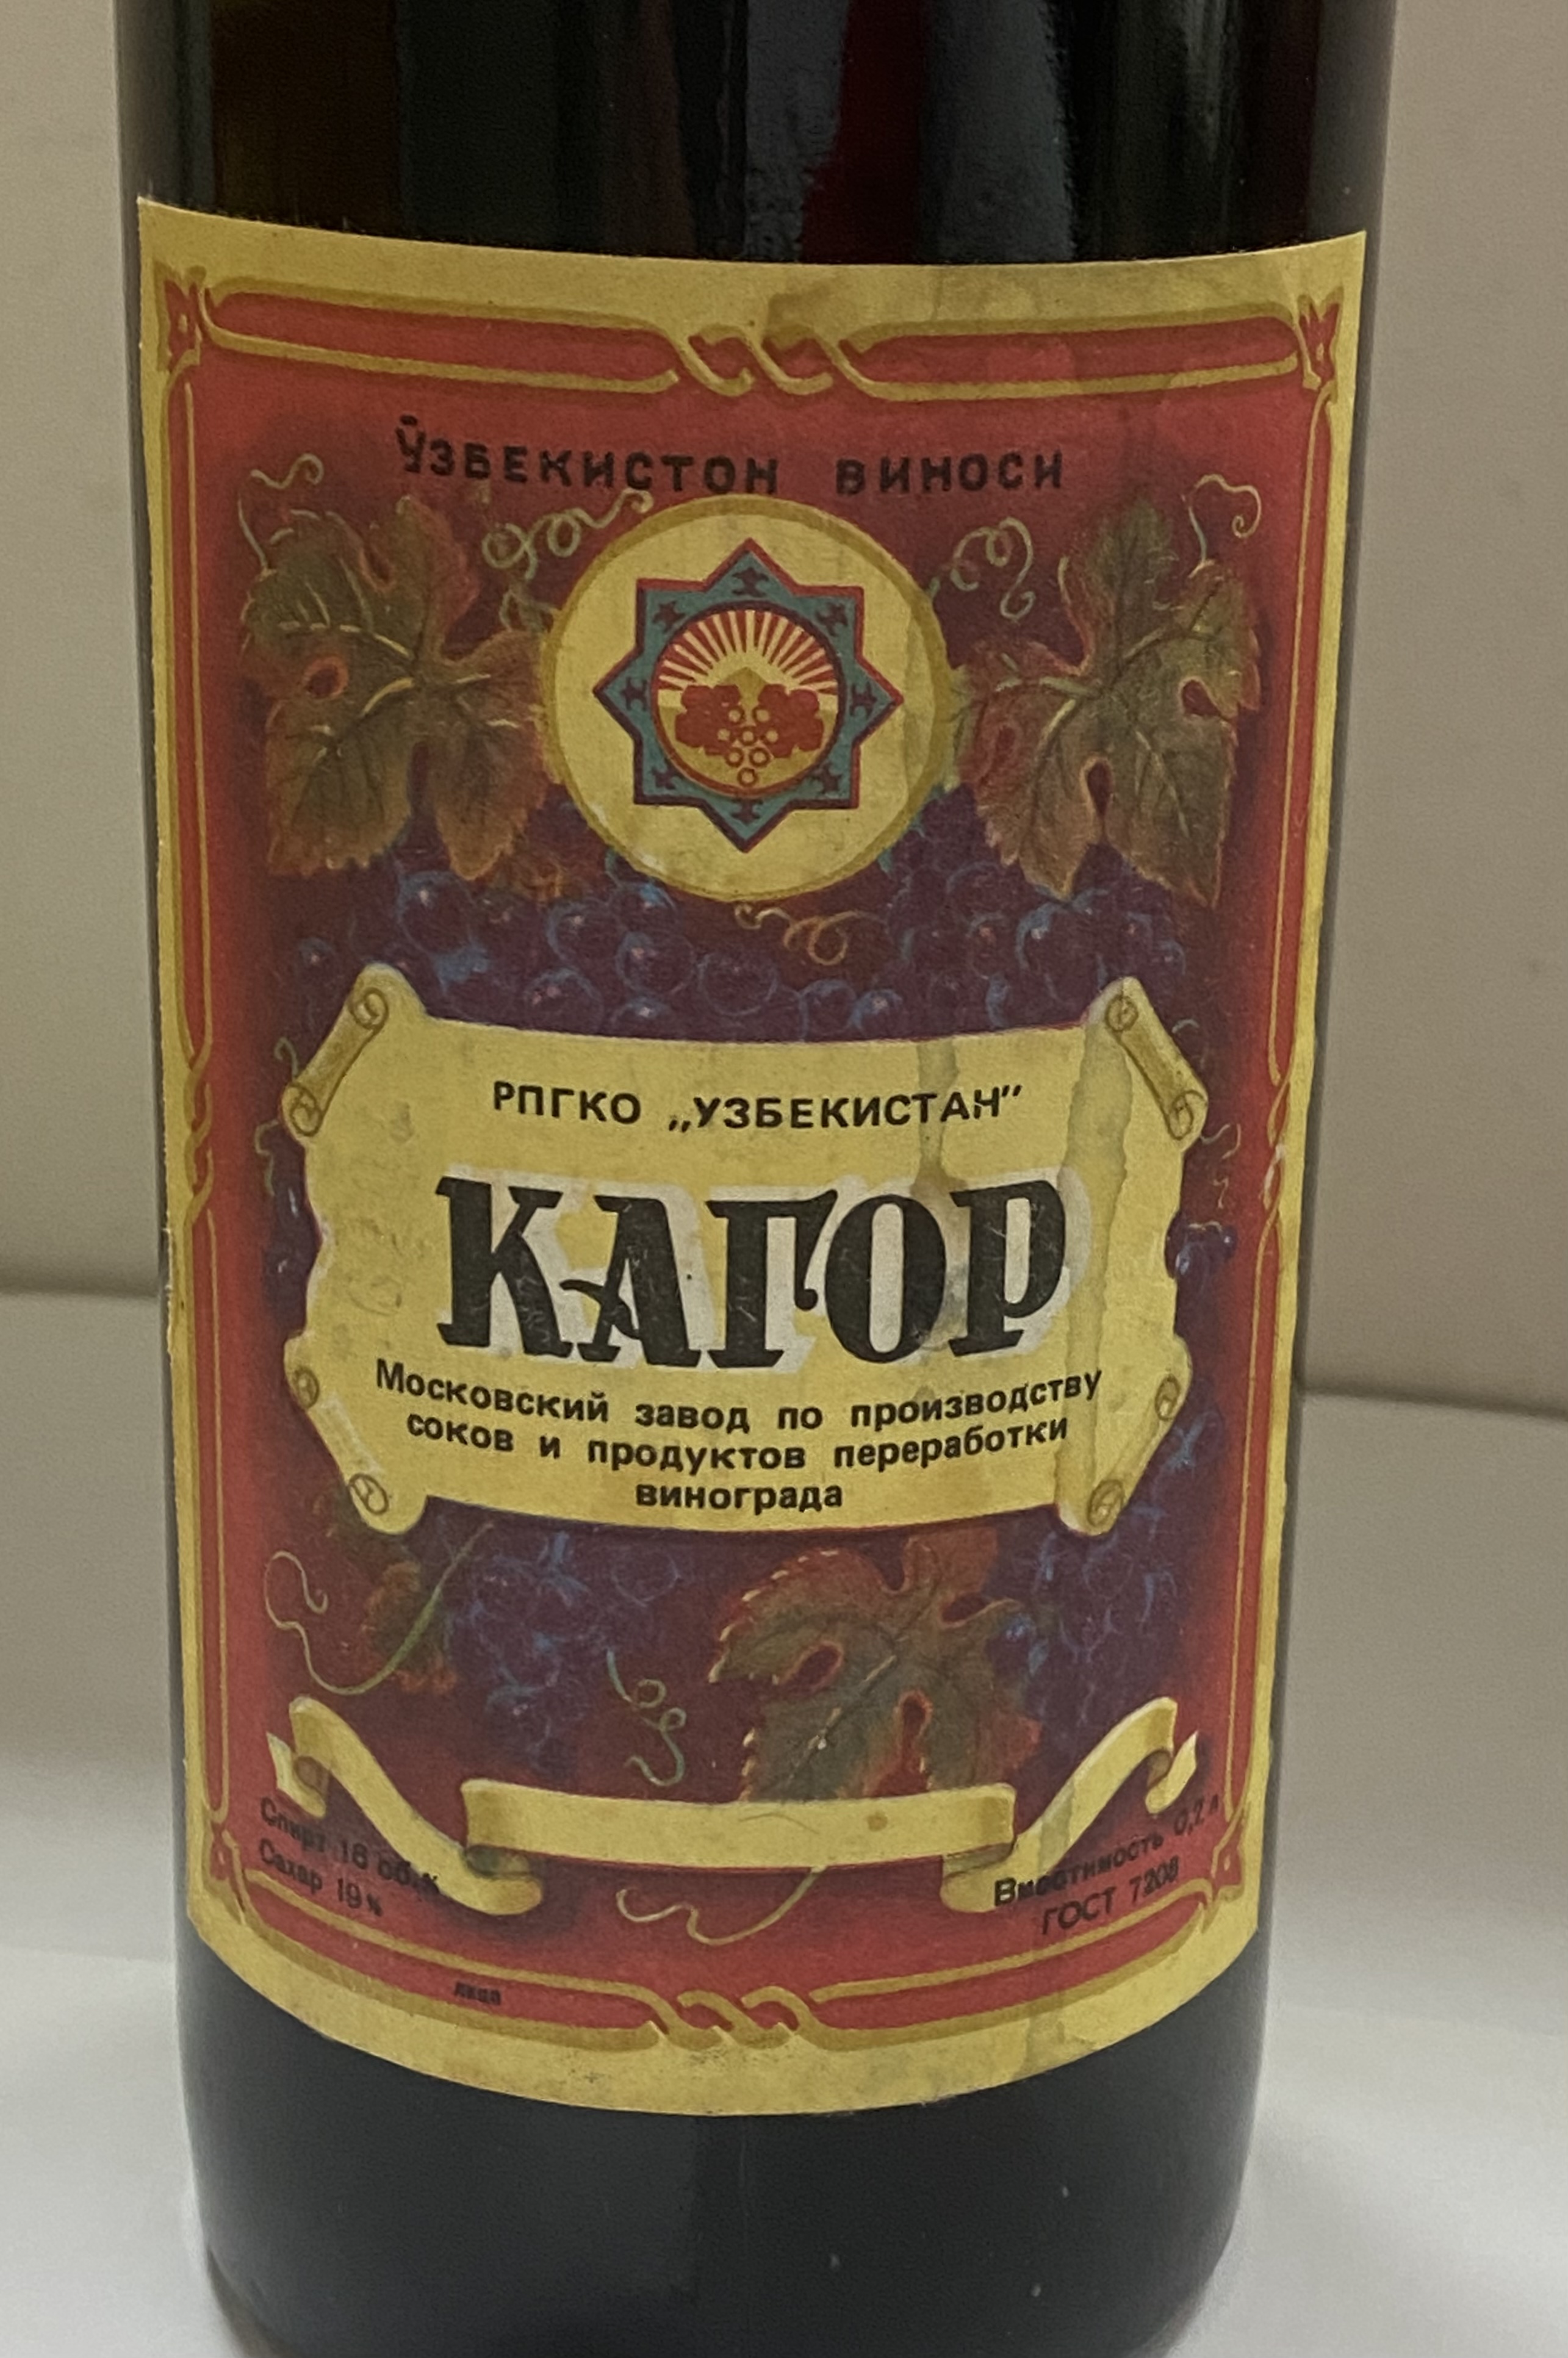 ЎЗБЕКИСТОН ВИНОСИ
РПГКО „УЗБЕКИСТАН"
КАГОР
Московский завод по производству
соков и продуктов переработки
винограда
Спирт 16 об.%
Сахар 19%
Вместимость 0,7 л
ГОСТ 7208